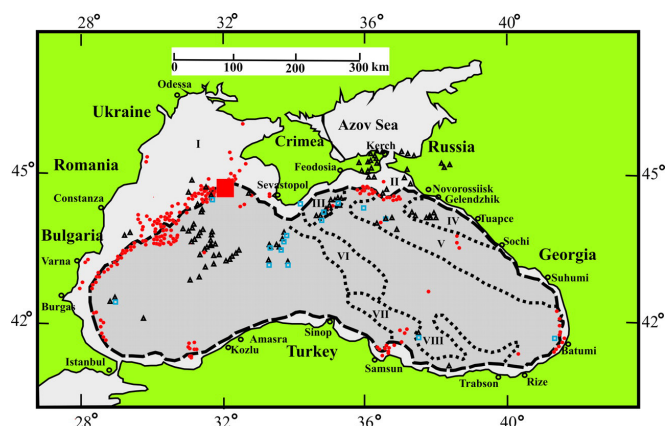 28° 32° 36° 40°
0 100 200 300 km
Odessa
Ukraine
I
Azov Sea
Crimea
Kerch
Russia
45° 45°
Romania
Feodosia
II
Novorossiisk
Sevastopol
Gelendzhik
Constanza
III
Tuapce
IV
Bulgaria
V
Sochi
Varna
VI
Georgia
Suhumi
Burgas
VII
42° 42°
Sinop
Amasra
VIII
Kozlu
Turkey
Batumi
Istanbul
Samsun
Trabson
Rize
28° 32° 36° 40°